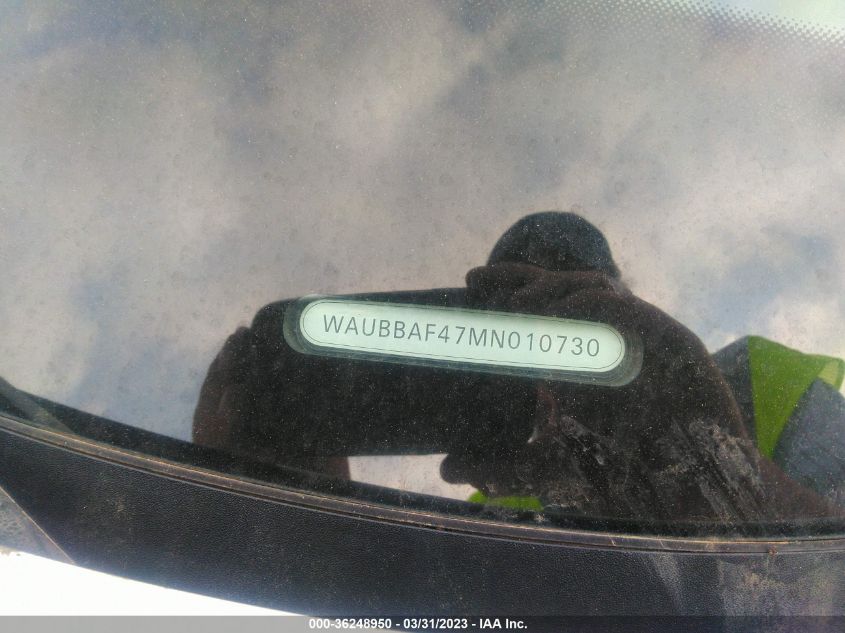 WAUBBAF47MN010730
000-36248950 - 03/31/2023 - IAA Inc.